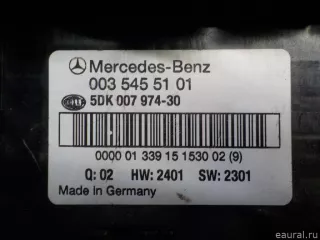 Mercedes-Benz
003 545 51 01
HELLA 5DK 007 974-30
0000 01 339 15 1530 02 (9)
Q: 02 HW: 2401 SW: 2301
Made in Germany
© eaural.ru